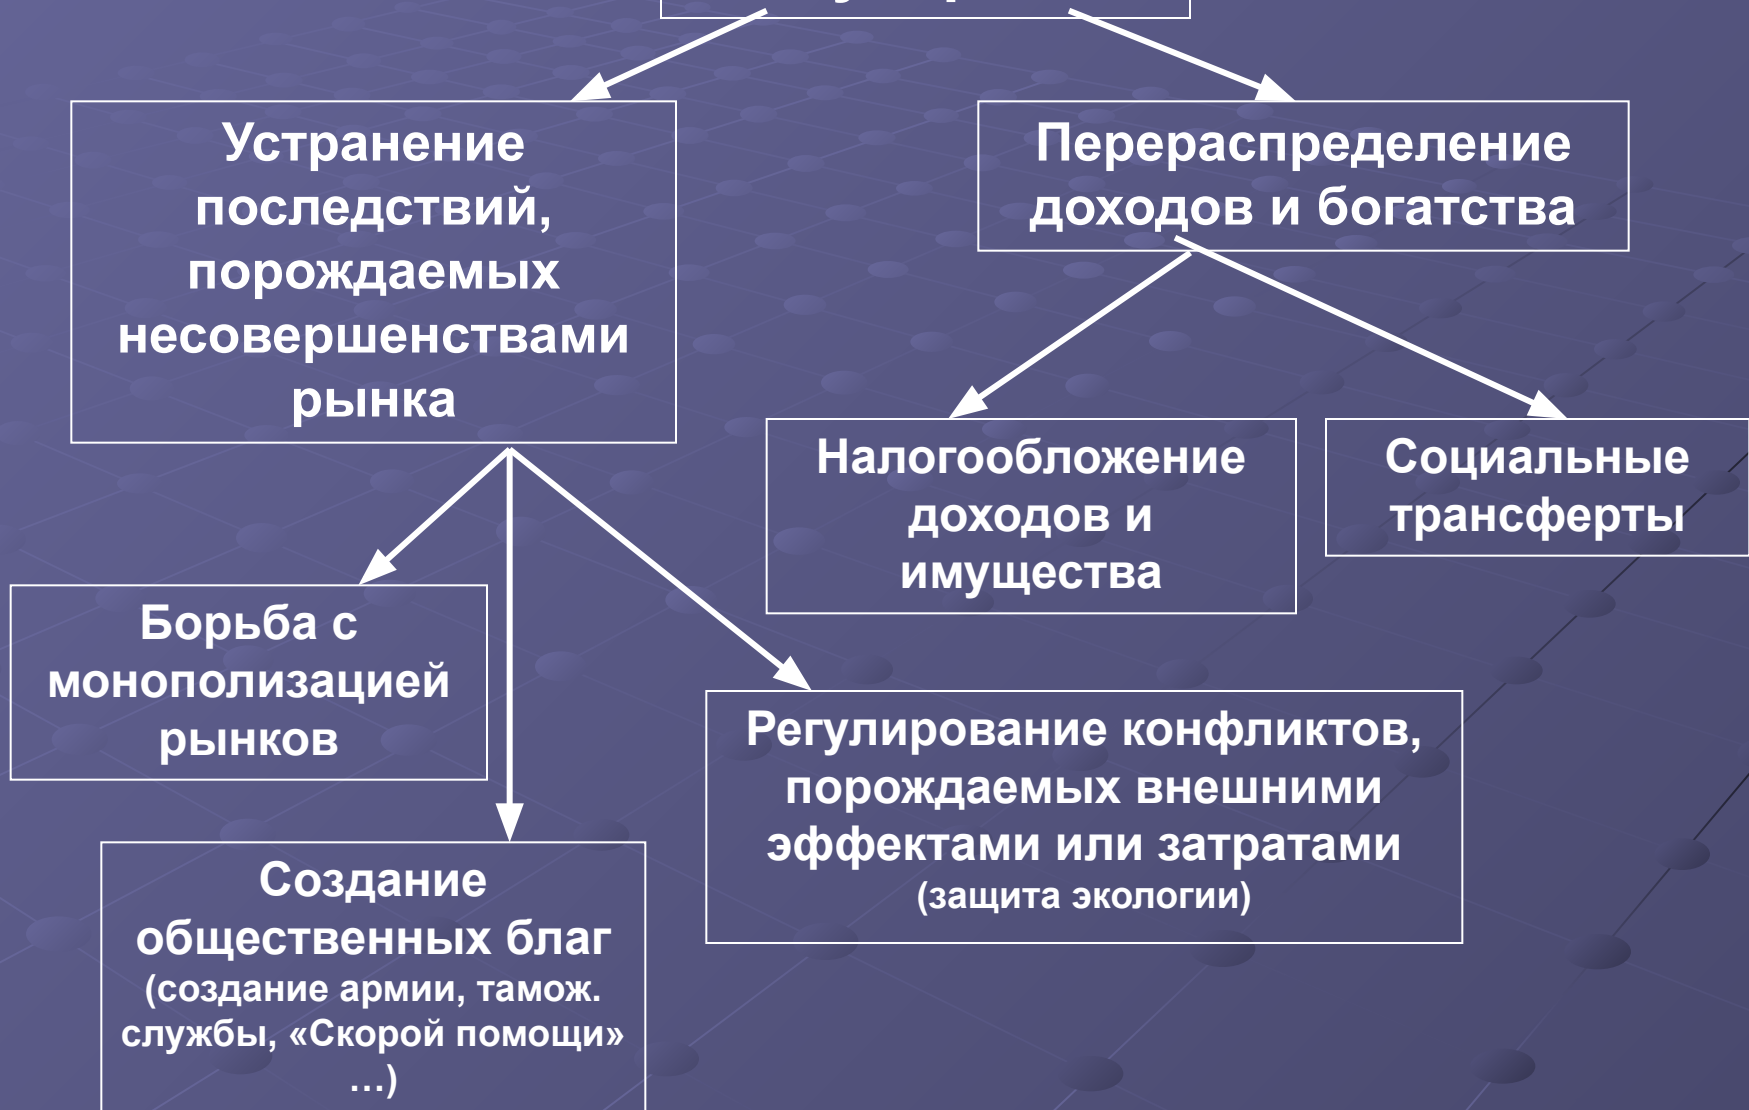 Устранение
последствий,
порождаемых
несовершенствами
рынка
Перераспределение
доходов и богатства
Налогообложение
доходов и
имущества
Социальные
трансферты
Борьба с
монополизацией
рынков
Регулирование конфликтов,
порождаемых внешними
эффектами или затратами
(защита экологии)
Создание
общественных благ
(создание армии, тамож.
службы, «Скорой помощи»
…)